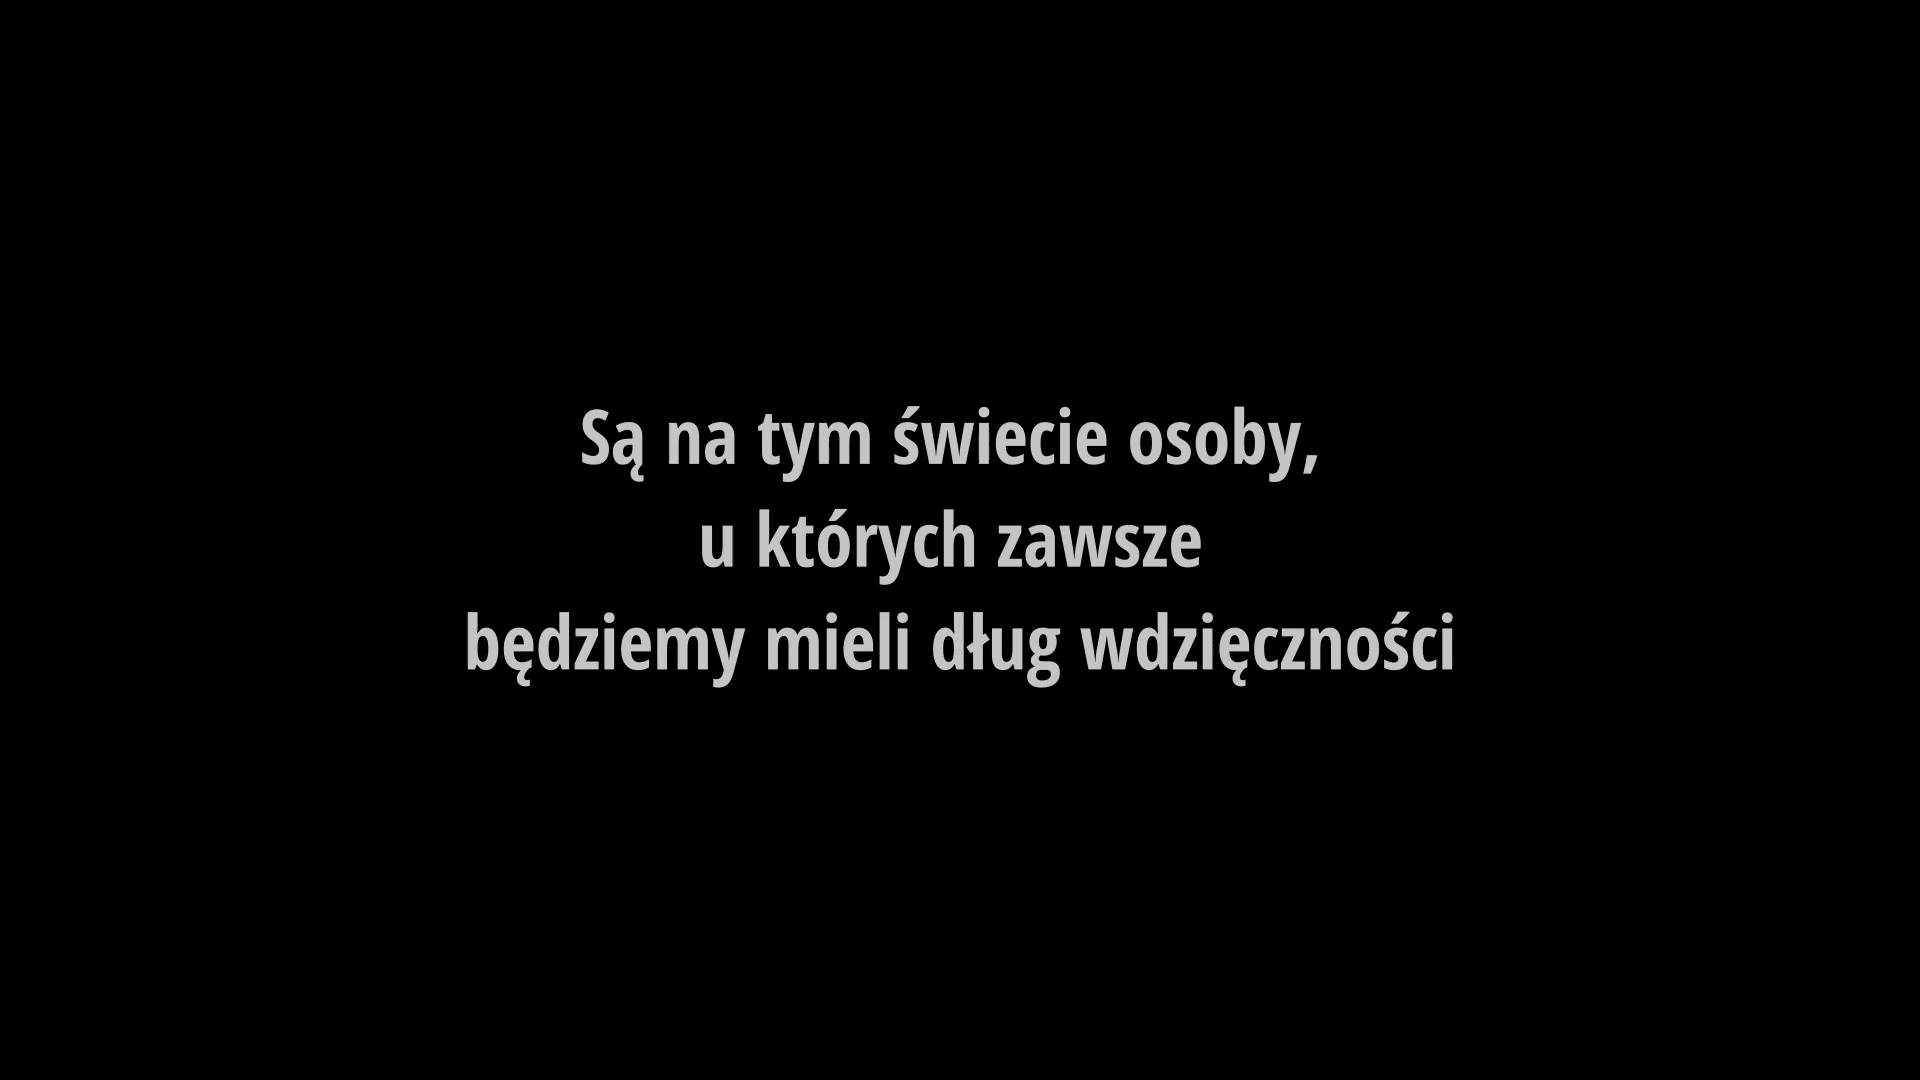 Są na tym świecie osoby,
u których zawsze
będziemy mieli dług wdzięczności